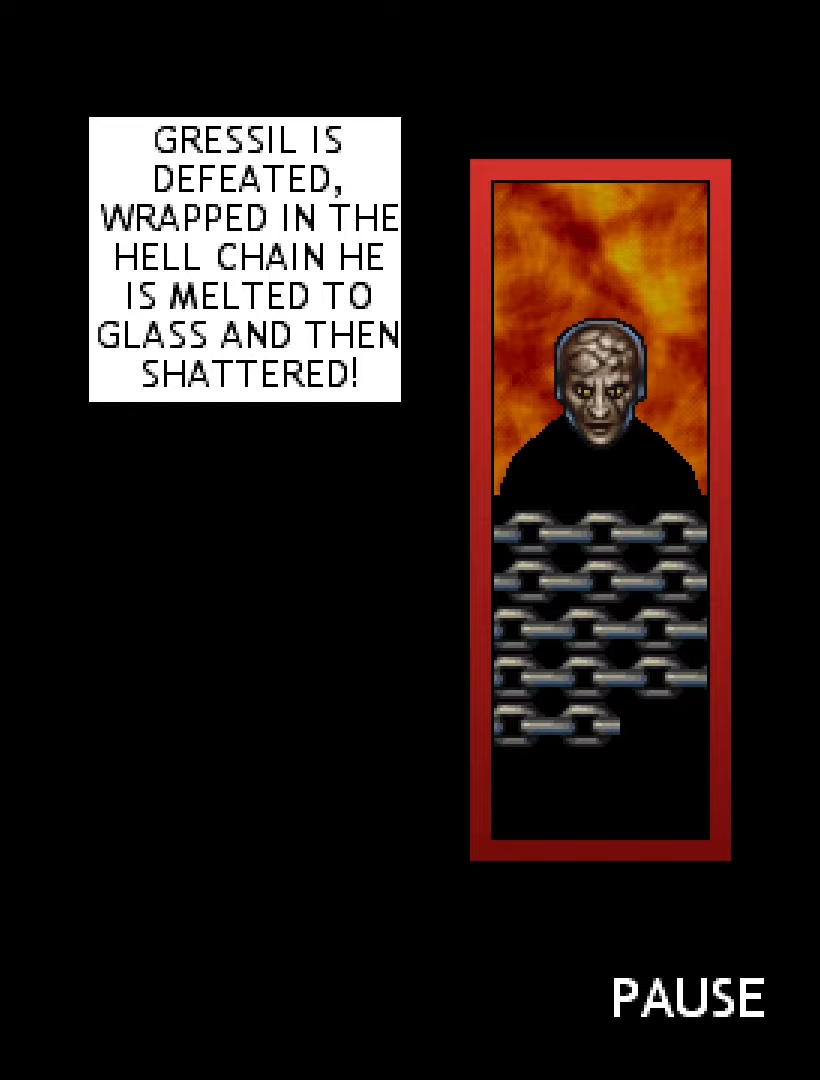 GRESSIL IS
DEFEATED,
WRAPPED IN THE
HELL CHAIN HE
IS MELTED TO
GLASS AND THEN
SHATTERED!
PAUSE